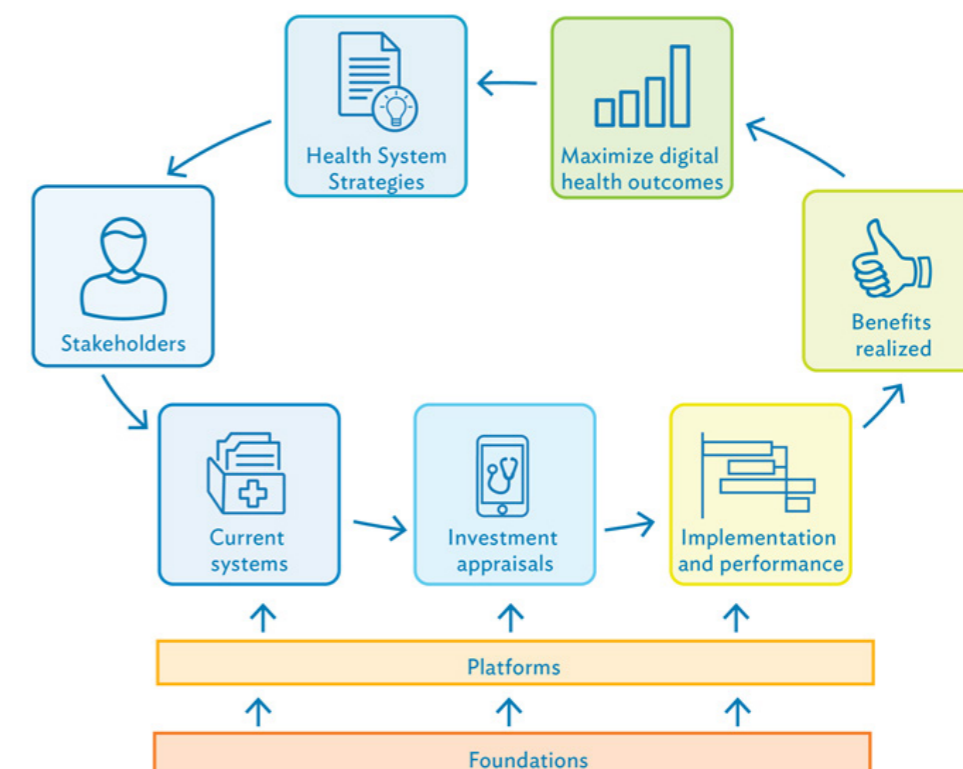 Health System
Strategies
Maximize digital
health outcomes
Stakeholders
Benefits
realized
Current
systems
Investment
appraisals
Implementation
and performance
Platforms
Foundations